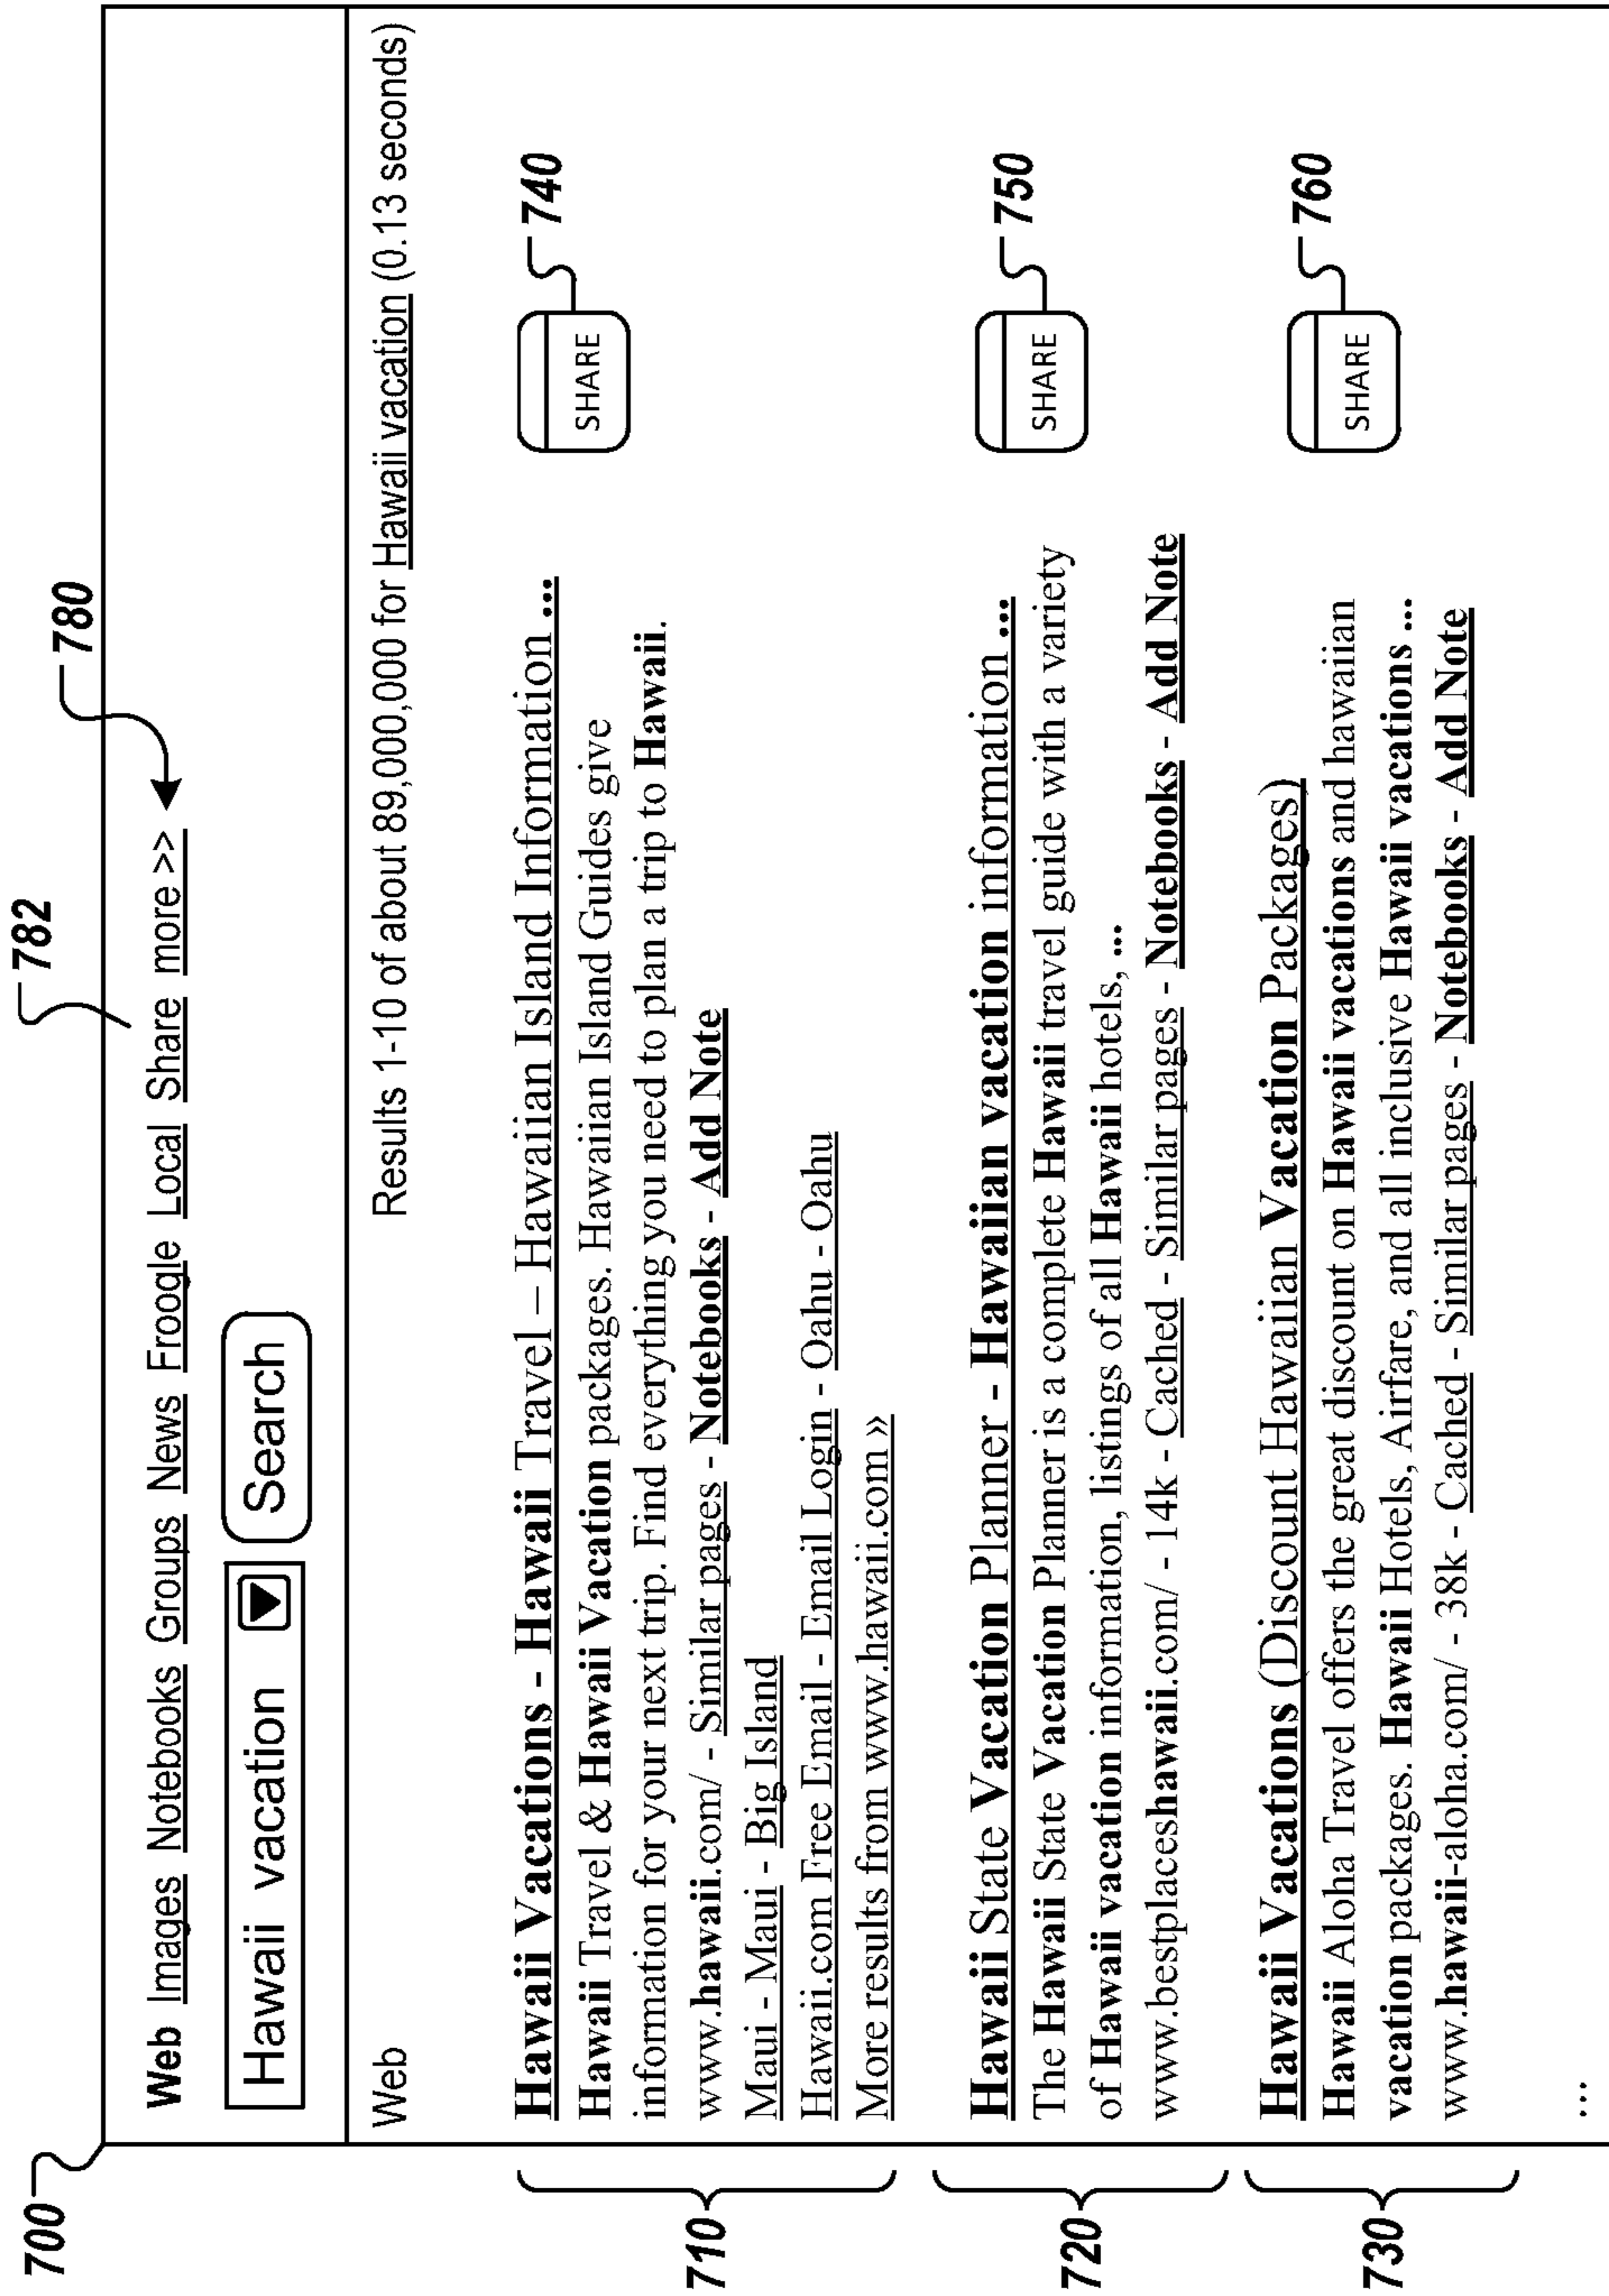 782
780
700
Web Images Notebooks Groups News Froogle Local Share more >>
Hawaii vacation Search
Web Results 1-10 of about 89,000,000 for Hawaii vacation (0.13 seconds)
710
Hawaii Vacations - Hawaii Travel – Hawaiian Island Information ...
Hawaii Travel & Hawaii Vacation packages. Hawaiian Island Guides give
information for your next trip. Find everything you need to plan a trip to Hawaii.
www.hawaii.com/ - Similar pages - Notebooks - Add Note
Maui - Maui - Big Island
Hawaii.com Free Email - Email Login - Oahu - Oahu
More results from www.hawaii.com »
SHARE
740
720
Hawaii State Vacation Planner - Hawaiian vacation information ...
The Hawaii State Vacation Planner is a complete Hawaii travel guide with a variety
of Hawaii vacation information, listings of all Hawaii hotels, ...
www.bestplaceshawaii.com/ - 14k - Cached - Similar pages - Notebooks - Add Note
SHARE
750
730
Hawaii Vacations (Discount Hawaiian Vacation Packages)
Hawaii Aloha Travel offers the great discount on Hawaii vacations and hawaiian
vacation packages. Hawaii Hotels, Airfare, and all inclusive Hawaii vacations ...
www.hawaii-aloha.com/ - 38k - Cached - Similar pages - Notebooks - Add Note
SHARE
760
...